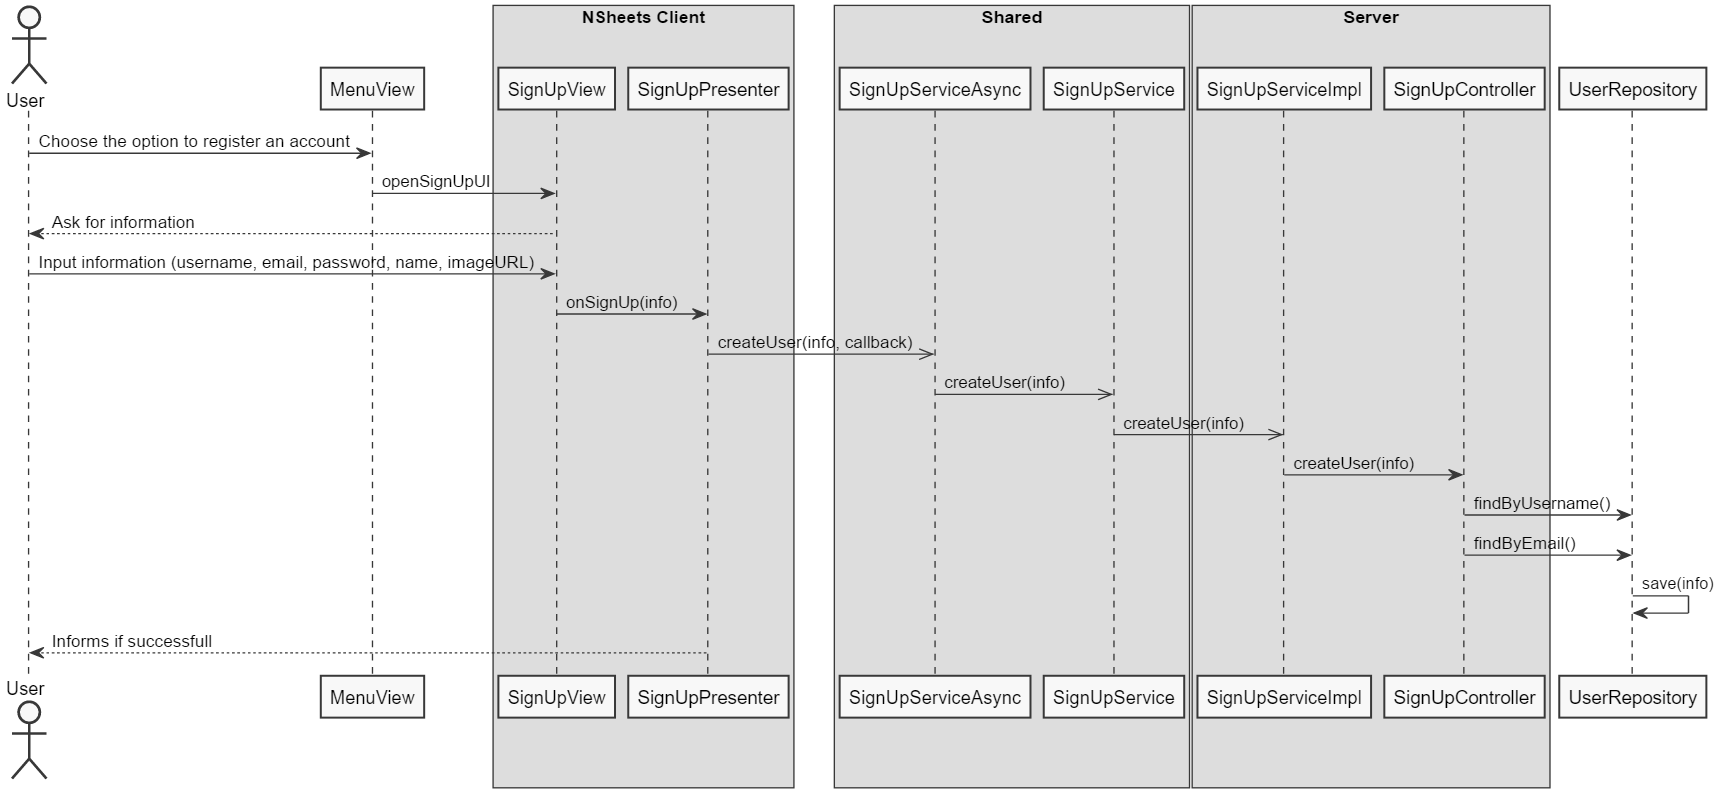 NSheets Client
Shared
Server
User
MenuView
SignUpView
SignUpPresenter
SignUpServiceAsync
SignUpService
SignUpServiceImpl
SignUpController
UserRepository
Choose the option to register an account
openSignUpUI
Ask for information
Input information (username, email, password, name, imageURL)
onSignUp(info)
createUser(info, callback)
createUser(info)
createUser(info)
createUser(info)
findByUsername()
findByEmail()
save(info)
Informs if successfull
User
MenuView
SignUpView
SignUpPresenter
SignUpServiceAsync
SignUpService
SignUpServiceImpl
SignUpController
UserRepository